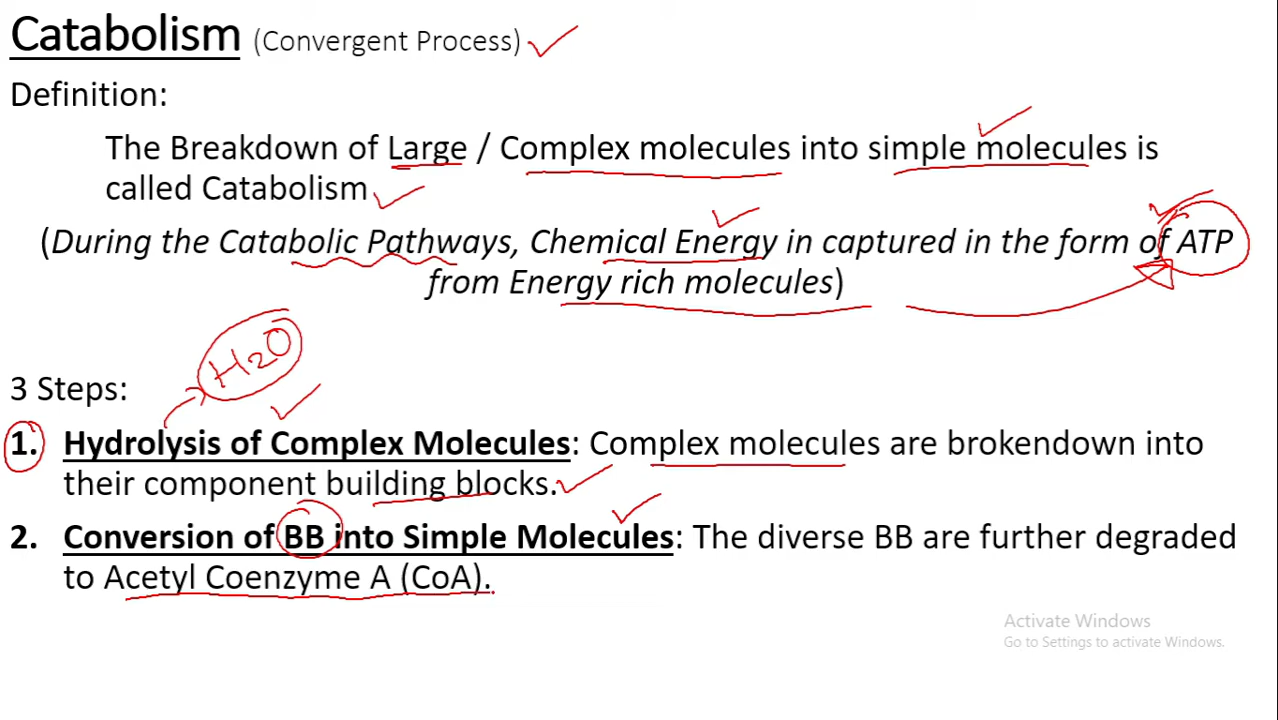 Catabolism (Convergent Process)
Definition:
The Breakdown of Large / Complex molecules into simple molecules is
called Catabolism
(During the Catabolic Pathways, Chemical Energy in captured in the form of ATP
from Energy rich molecules)
H2O
3 Steps:
1. Hydrolysis of Complex Molecules: Complex molecules are brokendown into
their component building blocks.
2. Conversion of BB into Simple Molecules: The diverse BB are further degraded
to Acetyl Coenzyme A (CoA).
Activate Windows
Go to Settings to activate Windows.